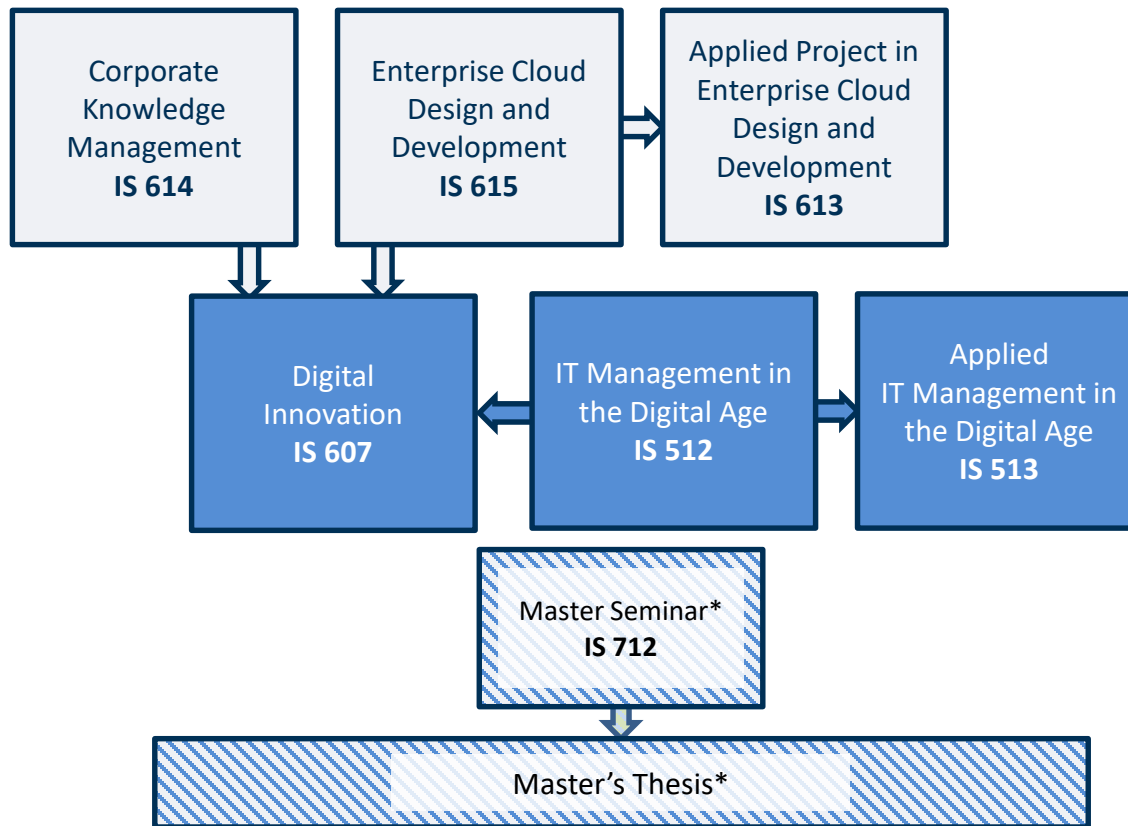 Corporate
Knowledge
Management
IS 614
Enterprise Cloud
Design and
Development
IS 615
Applied Project in
Enterprise Cloud
Design and
Development
IS 613
Digital
Innovation
IS 607
IT Management in
the Digital Age
IS 512
Applied
IT Management in
the Digital Age
IS 513
Master Seminar*
IS 712
Master’s Thesis*